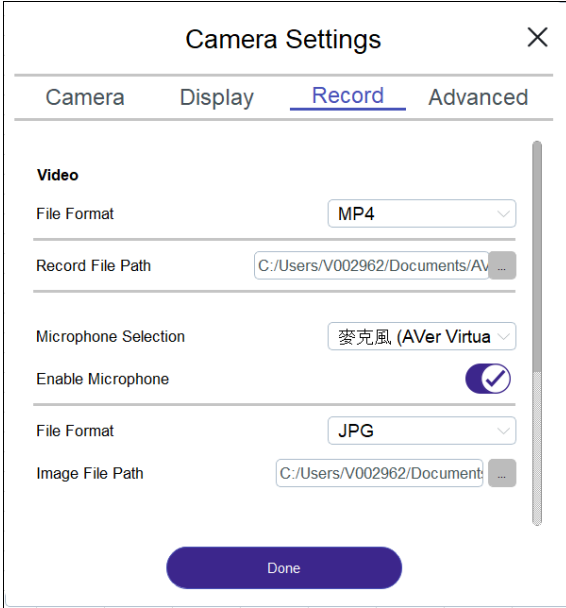 Camera Settings
Camera Display Record Advanced
Video
File Format MP4
Record File Path C:/Users/V002962/Documents/AV ...
Microphone Selection 麥克風 (AVer Virtua
Enable Microphone
File Format JPG
Image File Path C:/Users/V002962/Document ...
Done